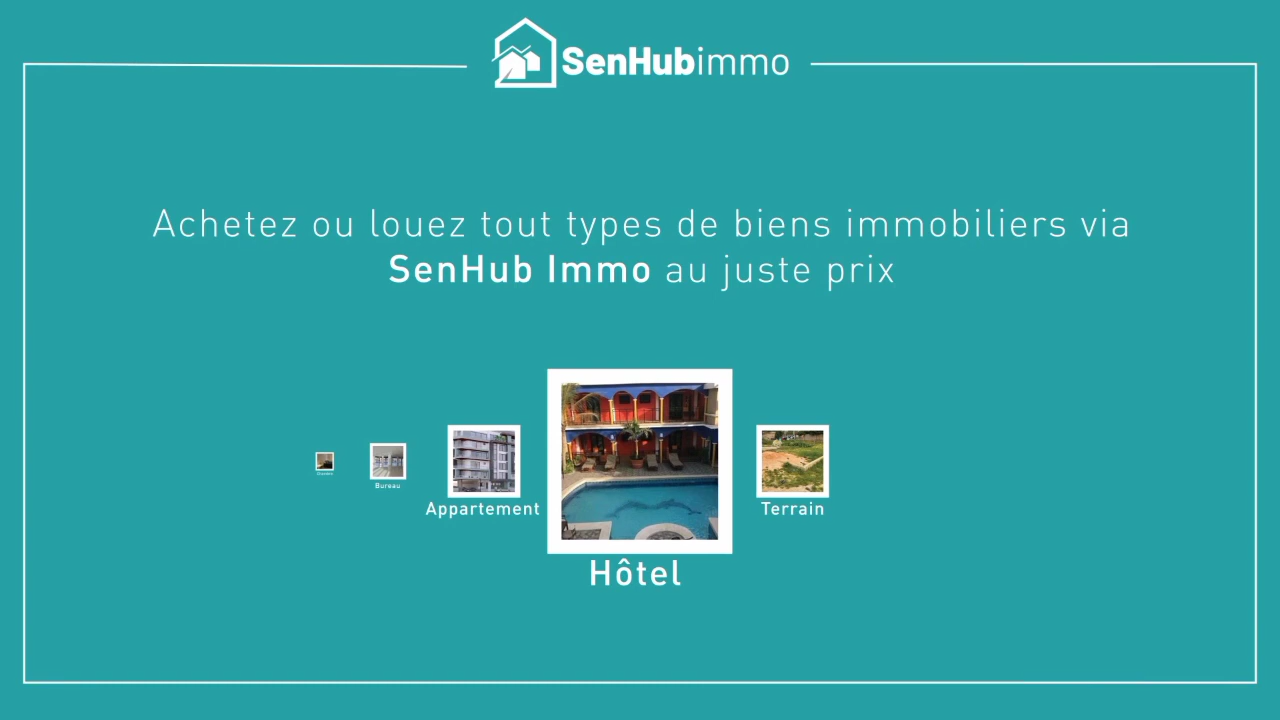 SenHubimmo
Achetez ou louez tout types de biens immobiliers via
SenHub Immo au juste prix
Bureau
Appartement
Hôtel
Terrain